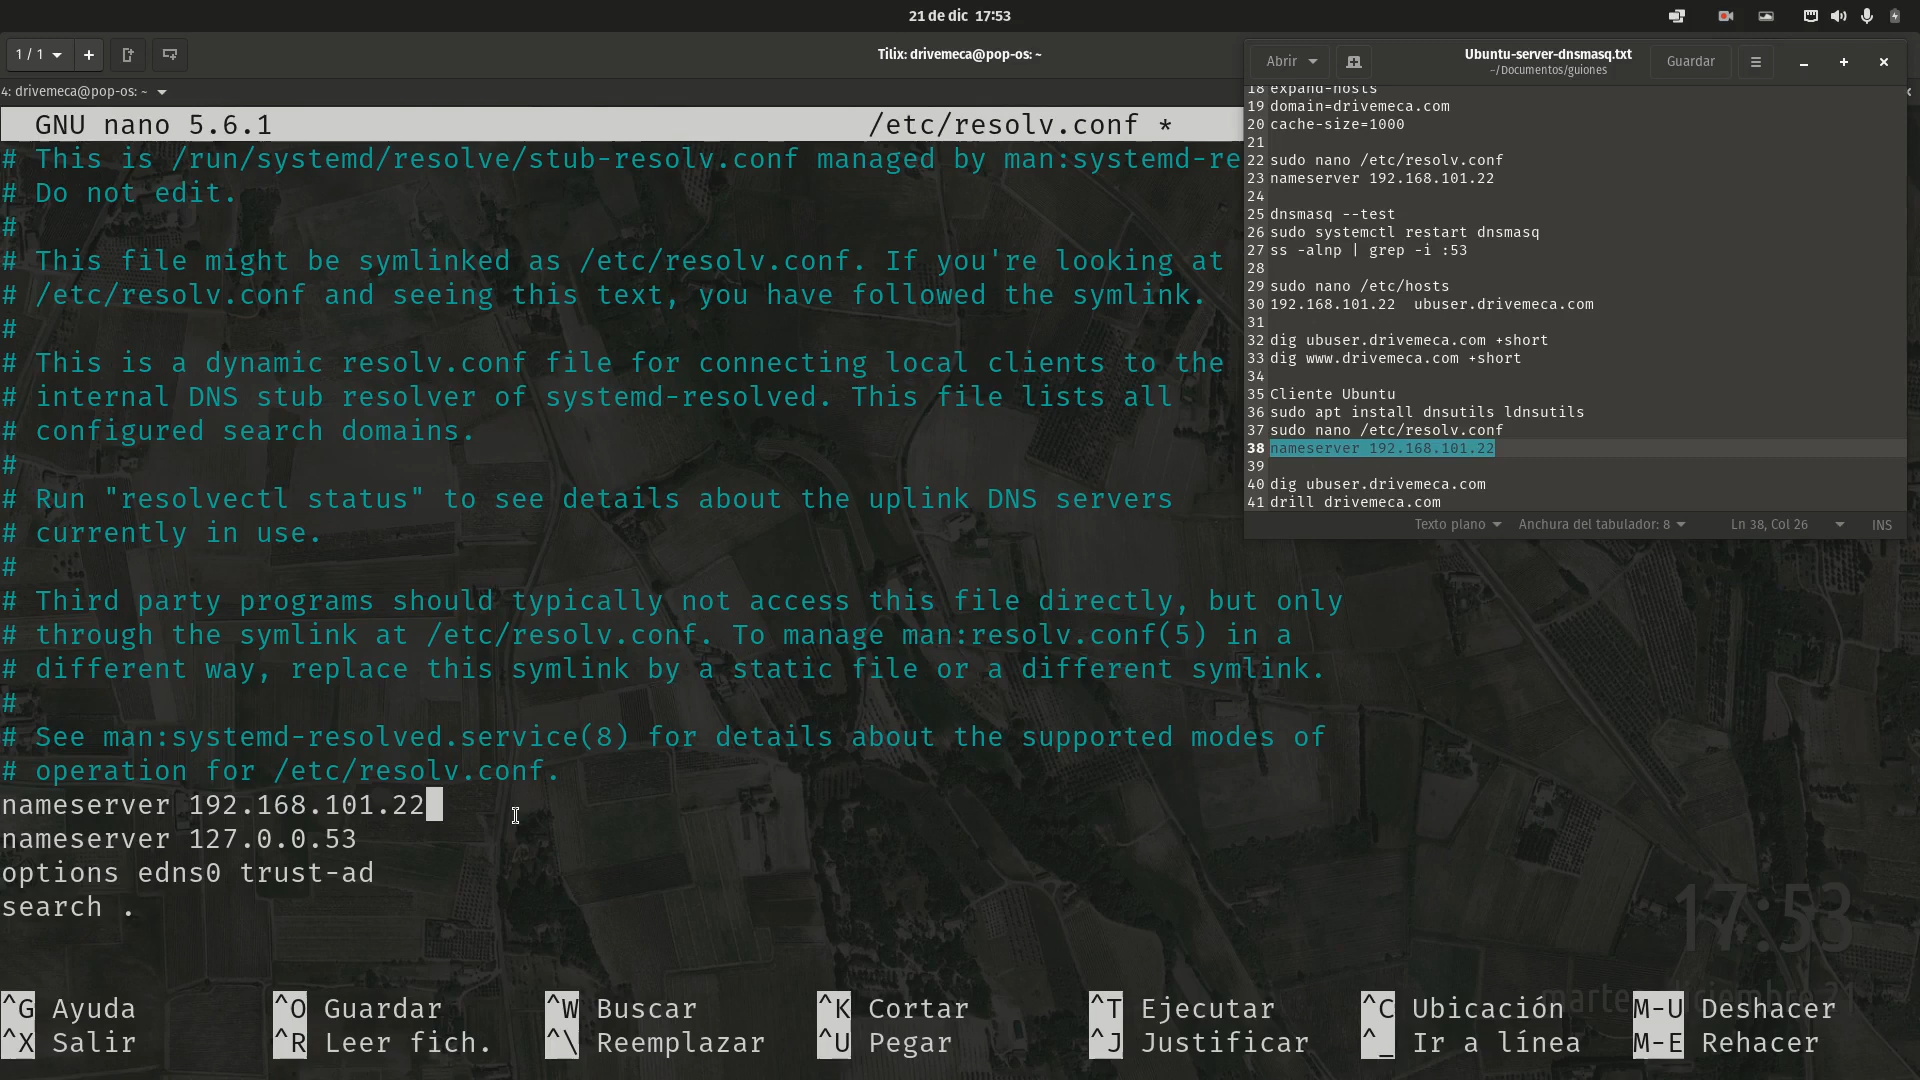 21 de dic 17:53
1 / 1
Tilix: drivemeca@pop-os: ~
4: drivemeca@pop-os: ~
GNU nano 5.6.1 /etc/resolv.conf *
# This is /run/systemd/resolve/stub-resolv.conf managed by man:systemd-re
# Do not edit.
#
# This file might be symlinked as /etc/resolv.conf. If you're looking at
# /etc/resolv.conf and seeing this text, you have followed the symlink.
#
# This is a dynamic resolv.conf file for connecting local clients to the
# internal DNS stub resolver of systemd-resolved. This file lists all
# configured search domains.
#
# Run "resolvectl status" to see details about the uplink DNS servers
# currently in use.
#
# Third party programs should typically not access this file directly, but only
# through the symlink at /etc/resolv.conf. To manage man:resolv.conf(5) in a
# different way, replace this symlink by a static file or a different symlink.
#
# See man:systemd-resolved.service(8) for details about the supported modes of
# operation for /etc/resolv.conf.
nameserver 192.168.101.22
nameserver 127.0.0.53
options edns0 trust-ad
search .
^G Ayuda ^O Guardar ^W Buscar ^K Cortar ^T Ejecutar ^C Ubicación M-U Deshacer
^X Salir ^R Leer fich. ^\ Reemplazar ^U Pegar ^J Justificar ^_ Ir a línea M-E Rehacer
Abrir
Ubuntu-server-dnsmasq.txt
~/Documentos/guiones
Guardar
18 expand-hosts
19 domain=drivemeca.com
20 cache-size=1000
21
22 sudo nano /etc/resolv.conf
23 nameserver 192.168.101.22
24
25 dnsmasq --test
26 sudo systemctl restart dnsmasq
27 ss -alnp | grep -i :53
28
29 sudo nano /etc/hosts
30 192.168.101.22  ubuser.drivemeca.com
31
32 dig ubuser.drivemeca.com +short
33 dig www.drivemeca.com +short
34
35 Cliente Ubuntu
36 sudo apt install dnsutils ldnsutils
37 sudo nano /etc/resolv.conf
38 nameserver 192.168.101.22
39
40 dig ubuser.drivemeca.com
41 drill drivemeca.com
Texto plano Anchura del tabulador: 8 Ln 38, Col 26 INS
17:53